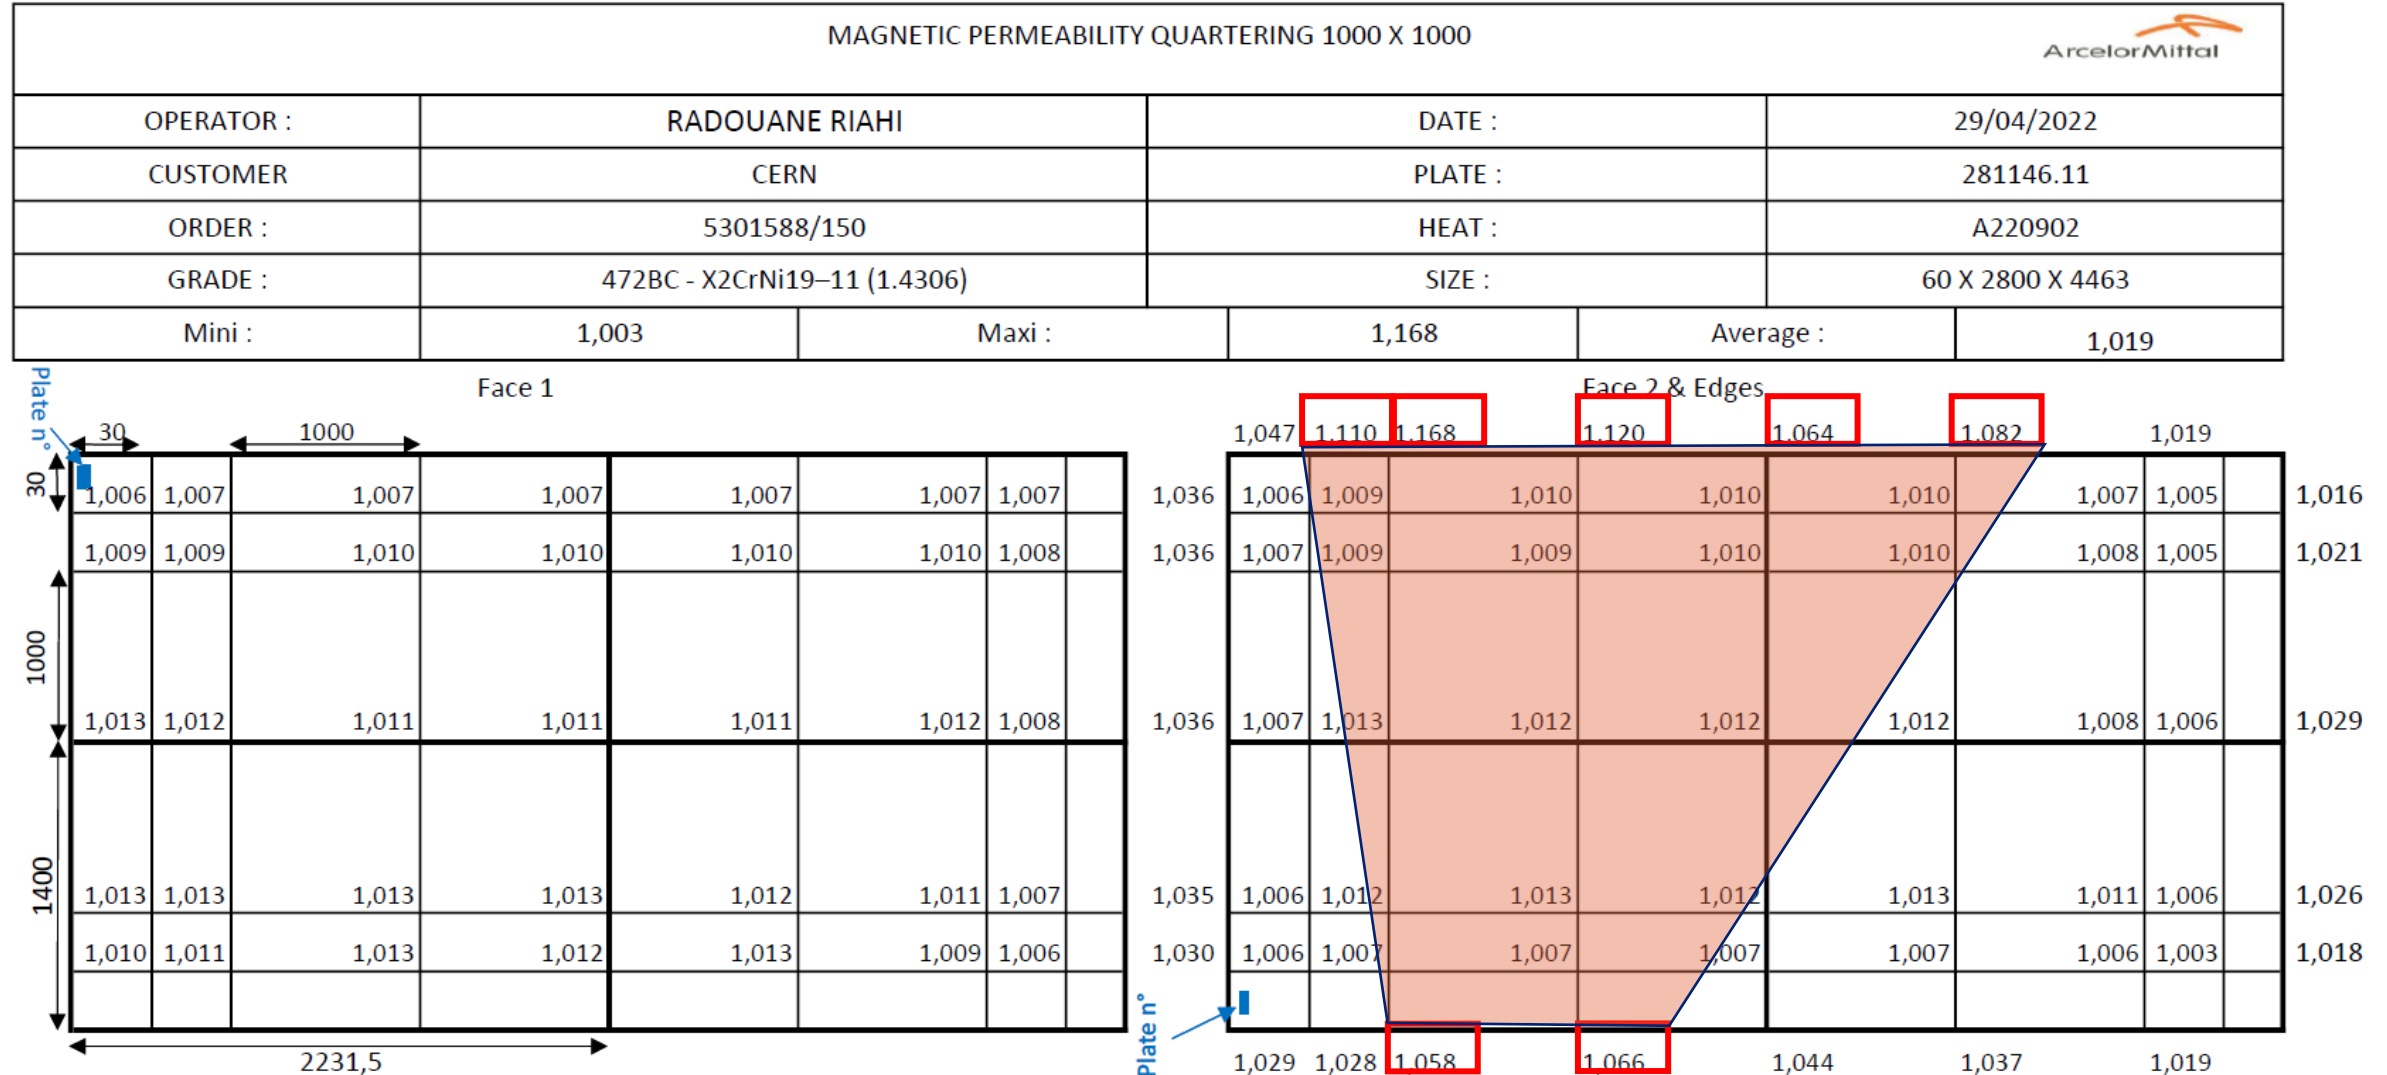 MAGNETIC PERMEABILITY QUARTERING 1000 X 1000
ArcelorMittal
OPERATOR : RADOUANE RIAHI DATE : 29/04/2022
CUSTOMER CERN PLATE : 281146.11
ORDER : 5301588/150 HEAT : A220902
GRADE : 472BC - X2CrNi19–11 (1.4306) SIZE : 60 X 2800 X 4463
Mini : 1,003 Maxi : 1,168 Average : 1,019
Plate n°
Face 1
30 1000
30
1,006 1,007 1,007 1,007 1,007 1,007 1,007
1,009 1,009 1,010 1,010 1,010 1,010 1,008
1000
1,013 1,012 1,011 1,011 1,011 1,012 1,008
1400
1,013 1,013 1,013 1,013 1,012 1,011 1,007
1,010 1,011 1,013 1,012 1,013 1,009 1,006
2231,5
Face 2 & Edges
1,047 1,110 1,168 1,120 1,064 1,082 1,019
1,036 1,006 1,009 1,010 1,010 1,010 1,007 1,005 1,016
1,036 1,007 1,009 1,009 1,010 1,010 1,008 1,005 1,021
1,036 1,007 1,013 1,012 1,012 1,012 1,008 1,006 1,029
1,035 1,006 1,012 1,013 1,012 1,013 1,011 1,006 1,026
1,030 1,006 1,007 1,007 1,007 1,007 1,006 1,003 1,018
Plate n°
1,029 1,028 1,058 1,066 1,044 1,037 1,019